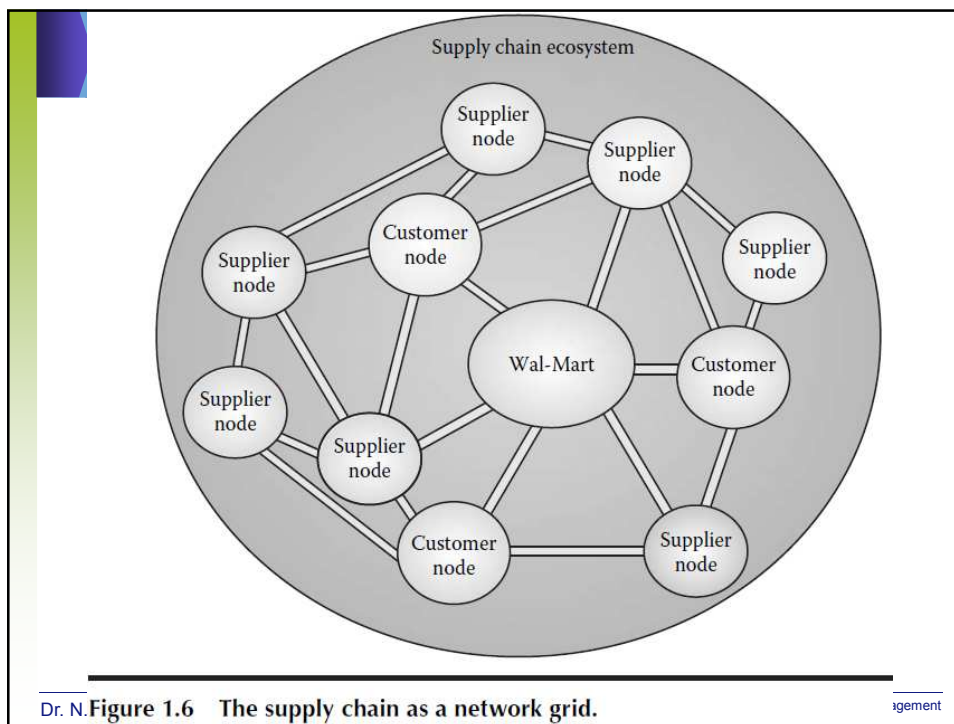 Supply chain ecosystem
Supplier
node
Supplier
node
Customer
node
Supplier
node
Supplier
node
Wal-Mart
Customer
node
Supplier
node
Supplier
node
Customer
node
Supplier
node
Dr. N.
Figure 1.6 The supply chain as a network grid.